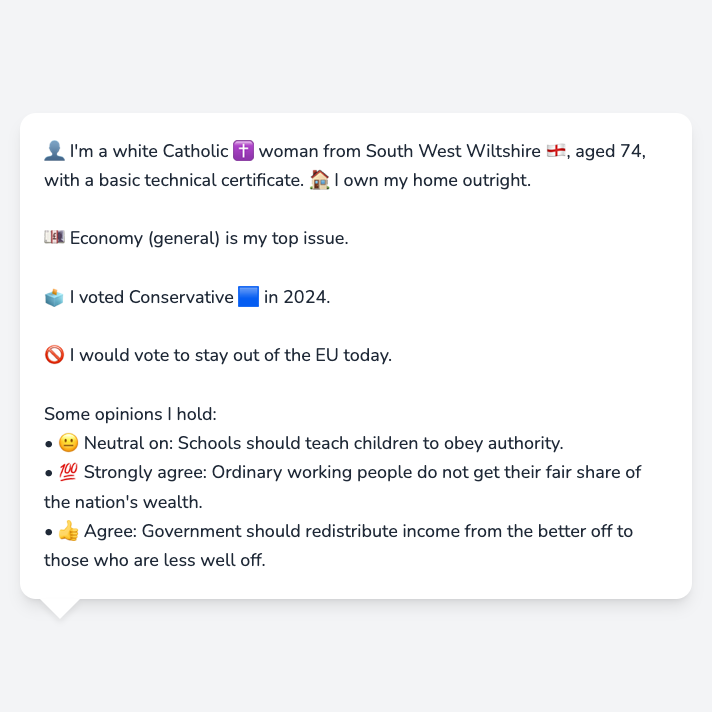 👤 I'm a white Catholic ✝️ woman from South West Wiltshire 🏴󠁧󠁢󠁥󠁮󠁧󠁿, aged 74,
with a basic technical certificate. 🏠 I own my home outright.
💷 Economy (general) is my top issue.
🗳️ I voted Conservative 🟦 in 2024.
🚫 I would vote to stay out of the EU today.
Some opinions I hold:
• 😐 Neutral on: Schools should teach children to obey authority.
• 💯 Strongly agree: Ordinary working people do not get their fair share of
the nation's wealth.
• 👍 Agree: Government should redistribute income from the better off to
those who are less well off.